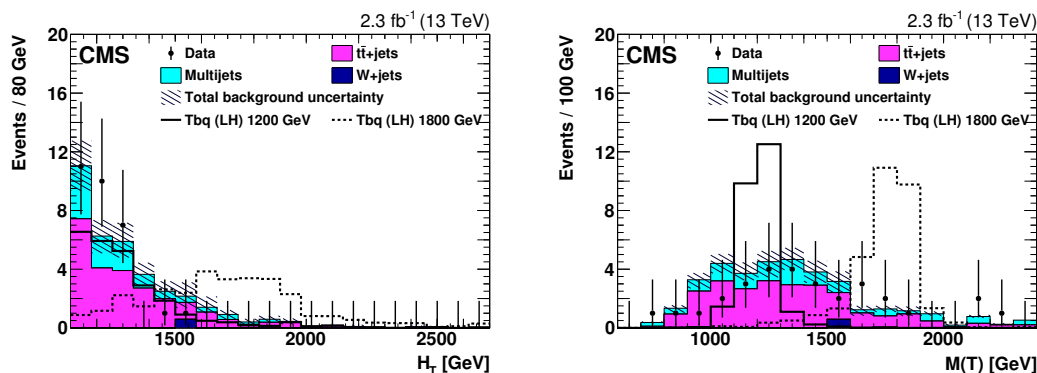 2.3 fb⁻¹ (13 TeV)
CMS
Data
tt̄+jets
Multijets
W+jets
Total background uncertainty
Tbq (LH) 1200 GeV
Tbq (LH) 1800 GeV
Events / 80 GeV
20
16
12
8
4
0
1500
2000
2500
H_T [GeV]
2.3 fb⁻¹ (13 TeV)
CMS
Data
tt̄+jets
Multijets
W+jets
Total background uncertainty
Tbq (LH) 1200 GeV
Tbq (LH) 1800 GeV
Events / 100 GeV
20
16
12
8
4
0
1000
1500
2000
M(T) [GeV]